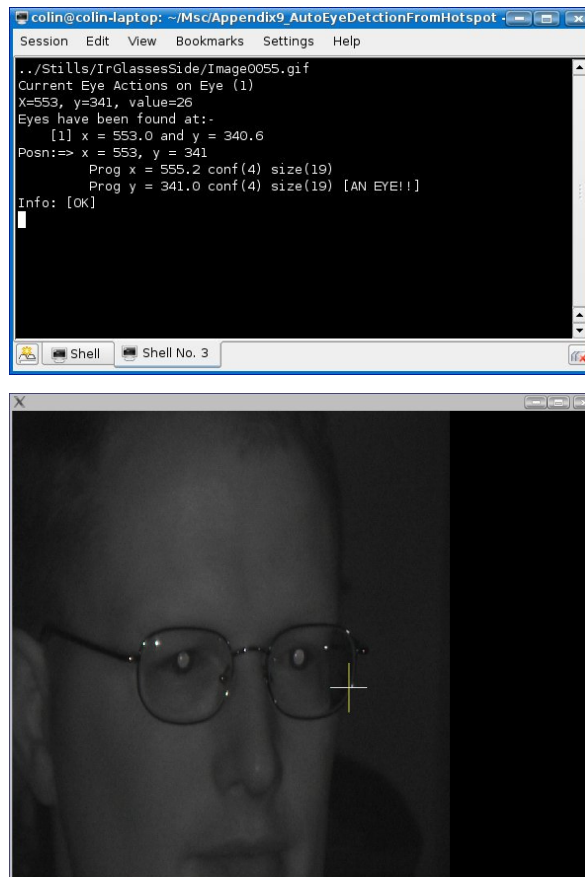 colin@colin-laptop: ~/Msc/Appendix9_AutoEyeDetctionFromHotspot -
Session Edit View Bookmarks Settings Help
../Stills/IrGlassesSide/Image0055.gif
Current Eye Actions on Eye (1)
X=553, y=341, value=26
Eyes have been found at:-
[1] x = 553.0 and y = 340.6
Posn:=> x = 553, y = 341
Prog x = 555.2 conf(4) size(19)
Prog y = 341.0 conf(4) size(19) [AN EYE!!]
Info: [OK]
Shell Shell No. 3